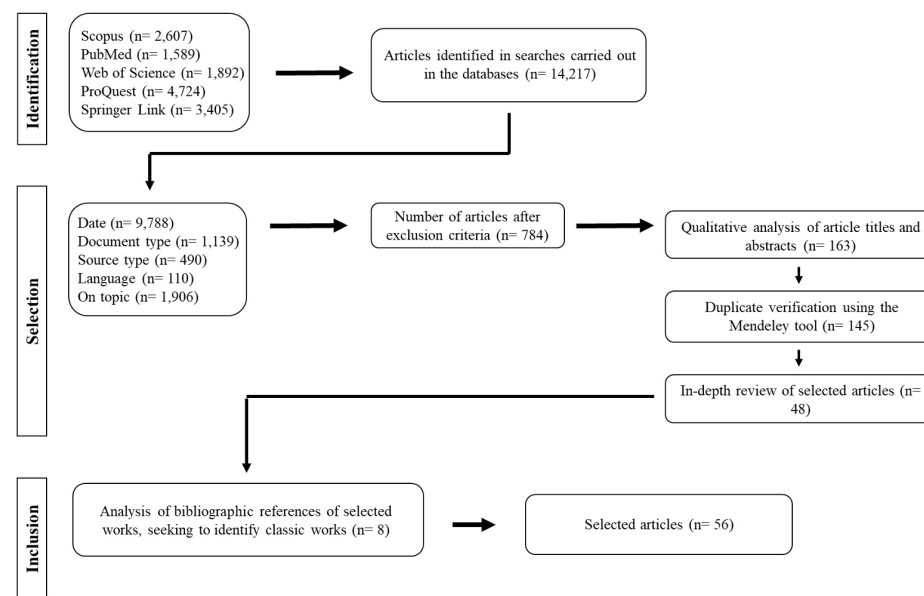 Identification
Scopus (n= 2,607)
PubMed (n= 1,589)
Web of Science (n= 1,892)
ProQuest (n= 4,724)
Springer Link (n= 3,405)
Articles identified in searches carried out
in the databases (n= 14,217)
Selection
Date (n= 9,788)
Document type (n= 1,139)
Source type (n= 490)
Language (n= 110)
On topic (n= 1,906)
Number of articles after
exclusion criteria (n= 784)
Qualitative analysis of article titles and
abstracts (n= 163)
Duplicate verification using the
Mendeley tool (n= 145)
In-depth review of selected articles (n=
48)
Inclusion
Analysis of bibliographic references of selected
works, seeking to identify classic works (n= 8)
Selected articles (n= 56)